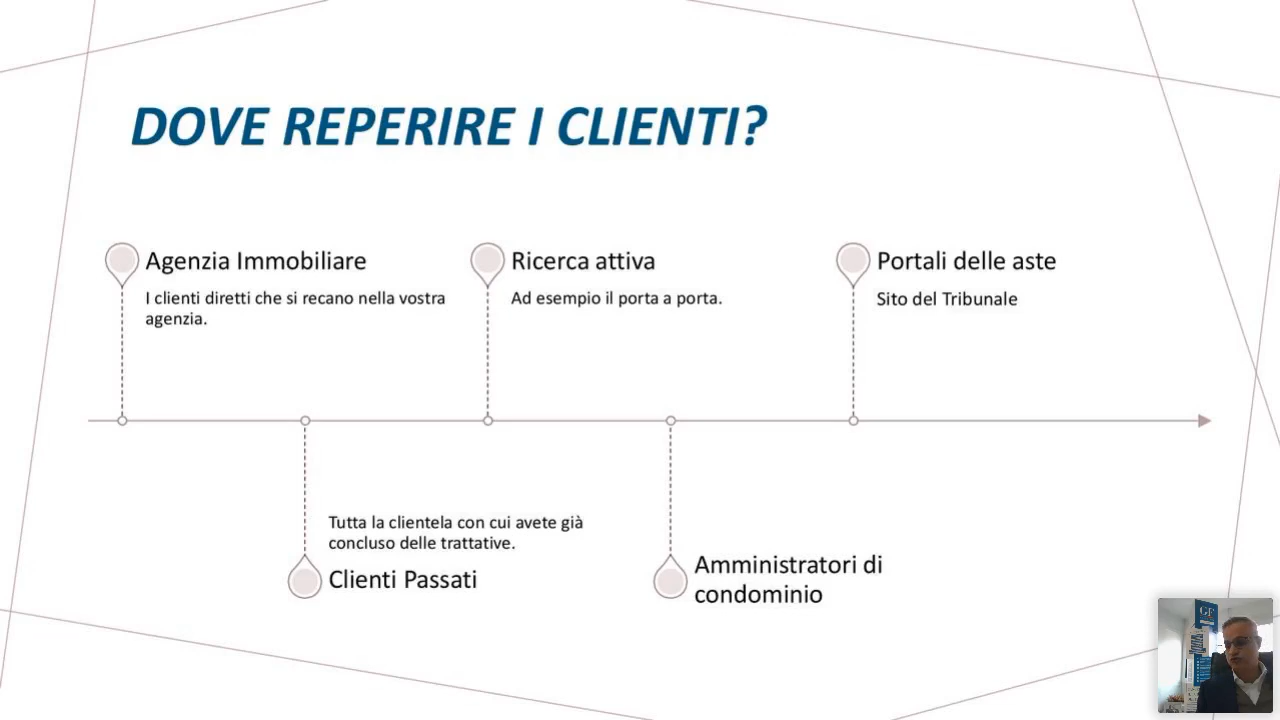 DOVE REPERIRE I CLIENTI?
Agenzia Immobiliare
I clienti diretti che si recano nella vostra
agenzia.
Ricerca attiva
Ad esempio il porta a porta.
Portali delle aste
Sito del Tribunale
Tutta la clientela con cui avete già
concluso delle trattative.
Clienti Passati
Amministratori di
condominio
GF